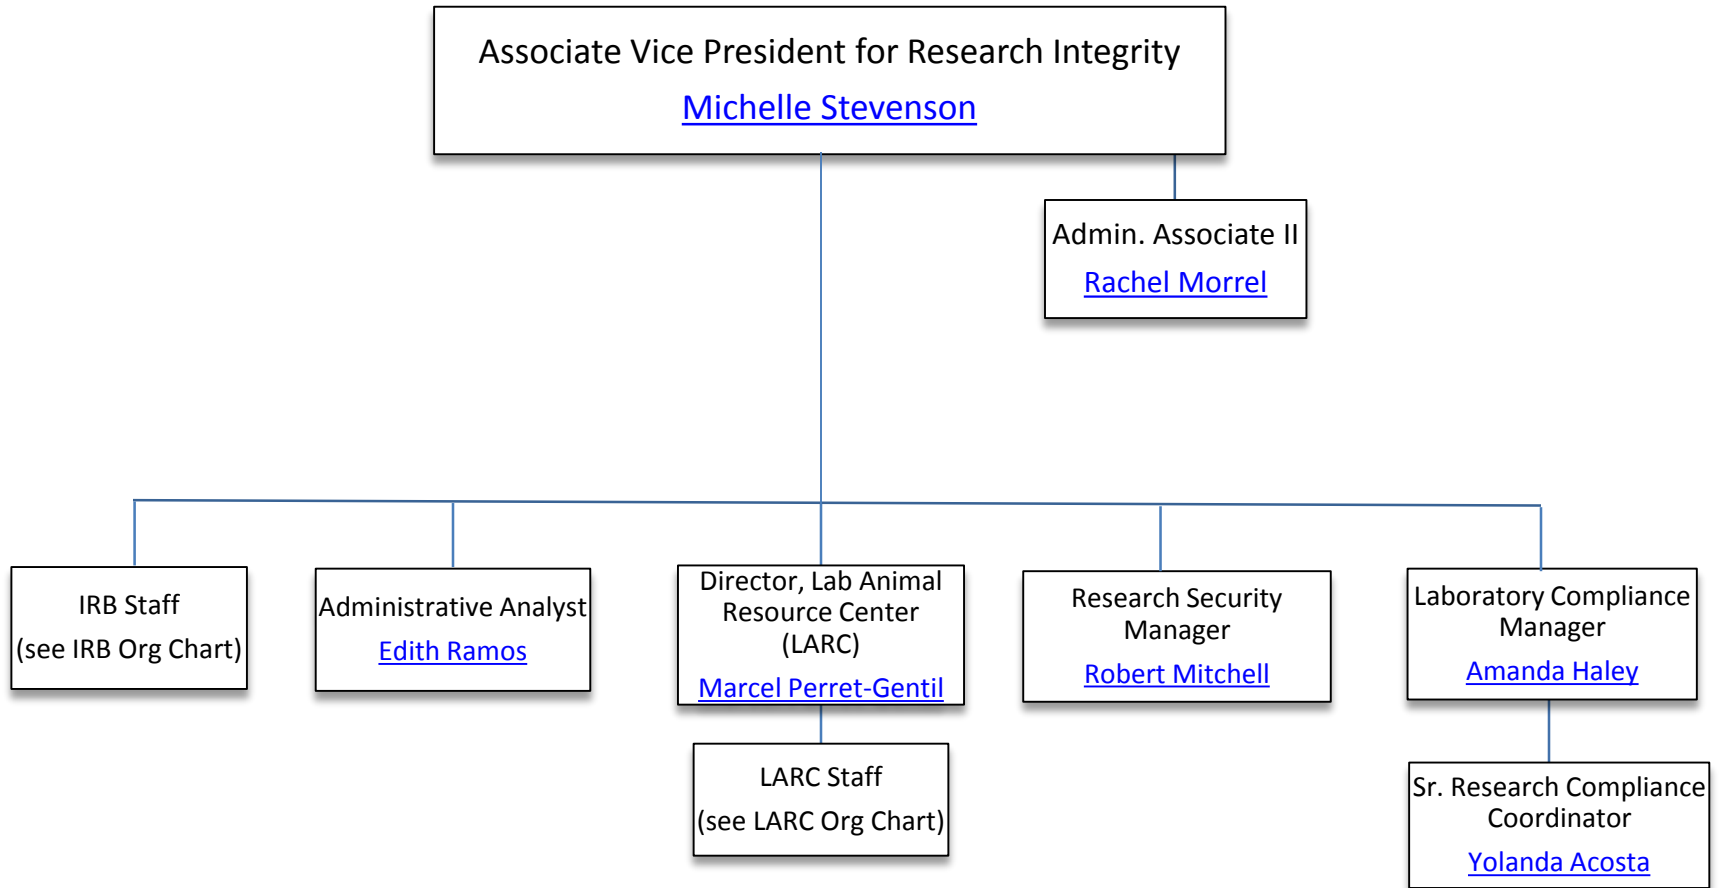 Associate Vice President for Research Integrity
Michelle Stevenson
Admin. Associate II
Rachel Morrel
IRB Staff
(see IRB Org Chart)
Administrative Analyst
Edith Ramos
Director, Lab Animal
Resource Center
(LARC)
Marcel Perret-Gentil
Research Security
Manager
Robert Mitchell
Laboratory Compliance
Manager
Amanda Haley
LARC Staff
(see LARC Org Chart)
Sr. Research Compliance
Coordinator
Yolanda Acosta